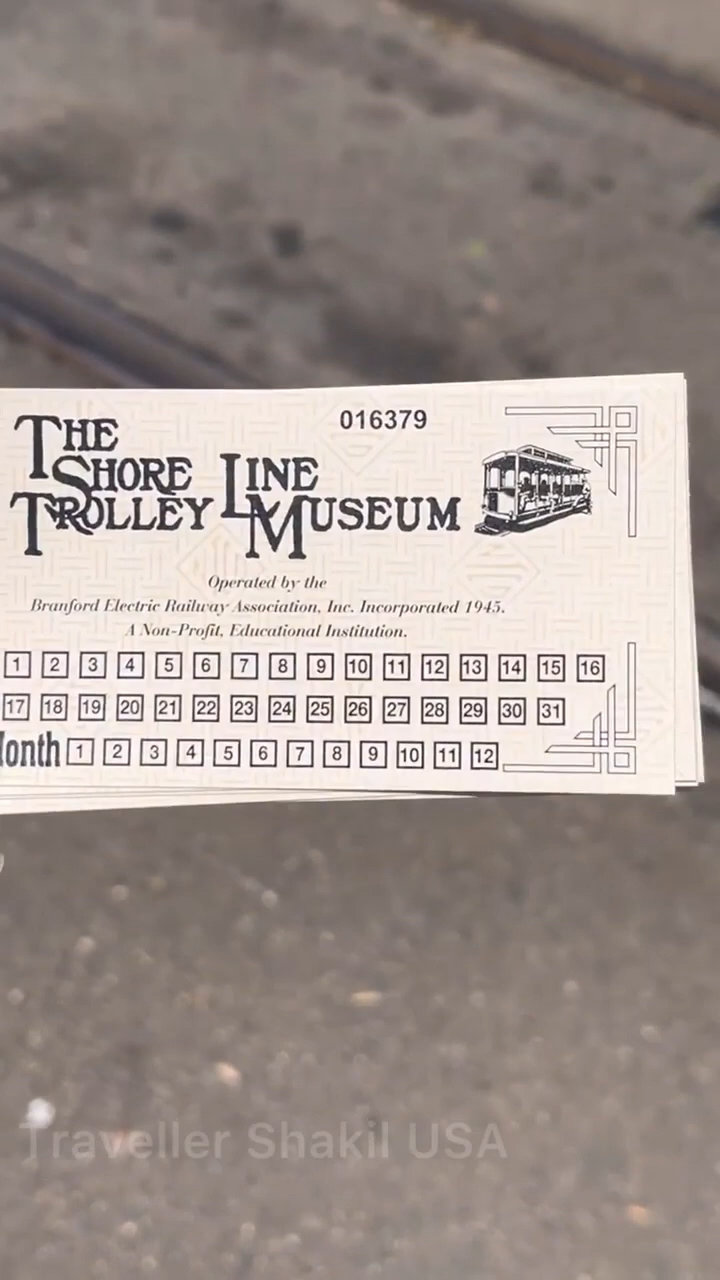 016379
THE
SHORE LINE
TROLLEY MUSEUM
Operated by the
Branford Electric Railway Association, Inc. Incorporated 1945.
A Non-Profit, Educational Institution.
1 2 3 4 5 6 7 8 9 10 11 12 13 14 15 16
17 18 19 20 21 22 23 24 25 26 27 28 29 30 31
Month 1 2 3 4 5 6 7 8 9 10 11 12
Traveller Shakil USA